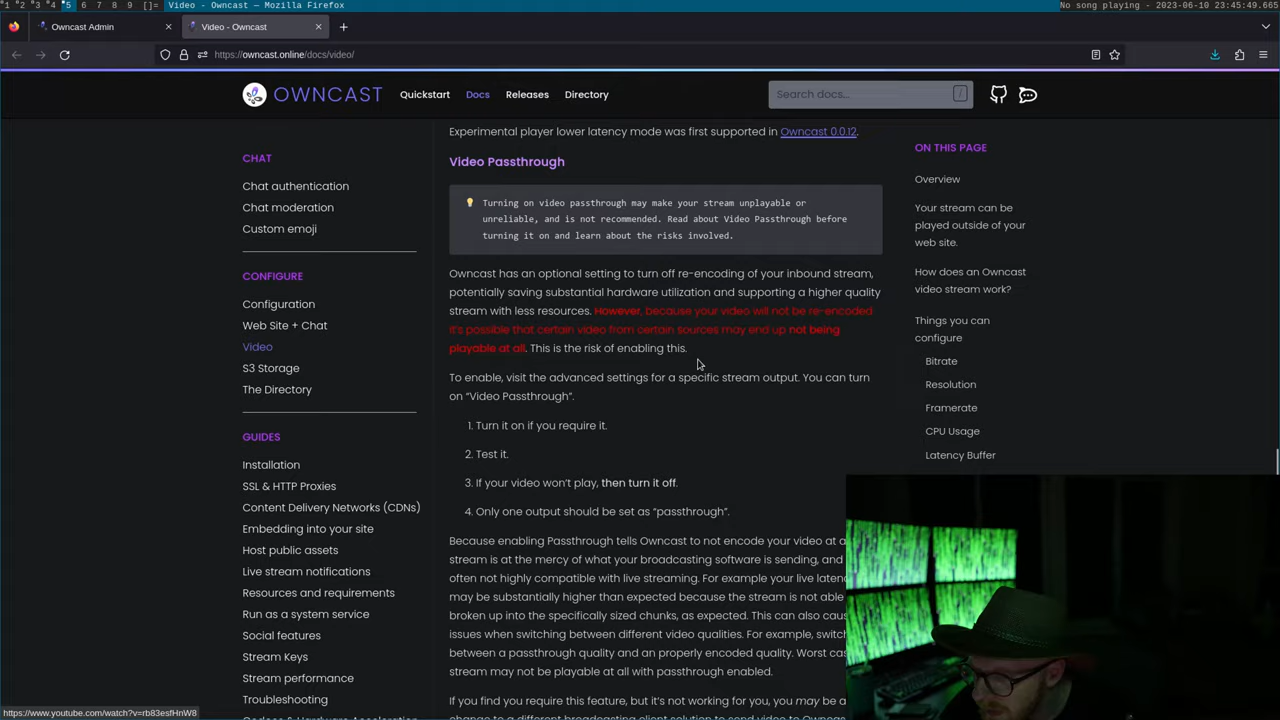 1 2 3 4 5 6 7 8 9 []= Video - Owncast — Mozilla Firefox
No song playing - 2023-06-10 23:45:49.665
Owncast Admin
Video - Owncast
https://owncast.online/docs/video/
OWNCAST
Quickstart
Docs
Releases
Directory
Search docs...
/
CHAT
Chat authentication
Chat moderation
Custom emoji
CONFIGURE
Configuration
Web Site + Chat
Video
S3 Storage
The Directory
GUIDES
Installation
SSL & HTTP Proxies
Content Delivery Networks (CDNs)
Embedding into your site
Host public assets
Live stream notifications
Resources and requirements
Run as a system service
Social features
Stream Keys
Stream performance
Troubleshooting
https://www.youtube.com/watch?v=rb83esfHnW8
Experimental player lower latency mode was first supported in Owncast 0.0.12.
Video Passthrough
Turning on video passthrough may make your stream unplayable or
unreliable, and is not recommended. Read about Video Passthrough before
turning it on and learn about the risks involved.
Owncast has an optional setting to turn off re-encoding of your inbound stream,
potentially saving substantial hardware utilization and supporting a higher quality
stream with less resources. However, because your video will not be re-encoded
it's possible that certain video from certain sources may end up not being
playable at all. This is the risk of enabling this.
To enable, visit the advanced settings for a specific stream output. You can turn
on “Video Passthrough”.
1. Turn it on if you require it.
2. Test it.
3. If your video won't play, then turn it off.
4. Only one output should be set as “passthrough”.
Because enabling Passthrough tells Owncast to not encode your video at a
stream is at the mercy of what your broadcasting software is sending, and
often not highly compatible with live streaming. For example your live laten
may be substantially higher than expected because the stream is not able
broken up into the specifically sized chunks, as expected. This can also cau
issues when switching between different video qualities. For example, switc
between a passthrough quality and an properly encoded quality. Worst ca
stream may not be playable at all with passthrough enabled.
If you find you require this feature, but it's not working for you, you may be a
change to a different broadcasting client solution to send video to Owncas
ON THIS PAGE
Overview
Your stream can be
played outside of your
web site.
How does an Owncast
video stream work?
Things you can
configure
Bitrate
Resolution
Framerate
CPU Usage
Latency Buffer